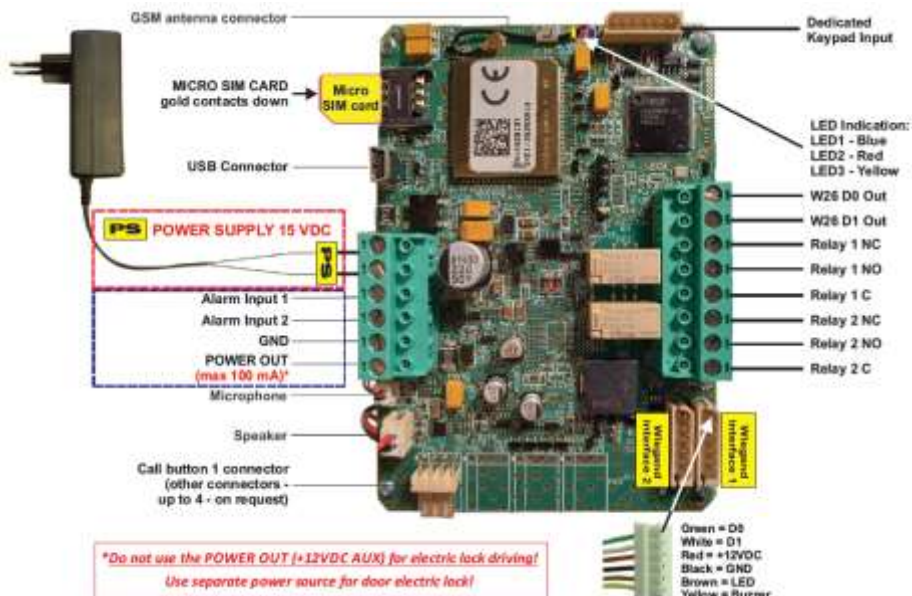 GSM antenna connector
Dedicated
Keypad Input
MICRO SIM CARD
gold contacts down
Micro
SIM card
LED Indication:
LED1 - Blue
LED2 - Red
LED3 - Yellow
USB Connector
W26 D0 Out
W26 D1 Out
PS POWER SUPPLY 15 VDC
PS
Relay 1 NC
Relay 1 NO
Alarm Input 1
Relay 1 C
Alarm Input 2
Relay 2 NC
GND
Relay 2 NO
POWER OUT
(max 100 mA)*
Relay 2 C
Microphone
Speaker
Wiegend
Interface 2
Wiegend
Interface 1
Call button 1 connector
(other connectors -
up to 4 - on request)
Green = D0
White = D1
Red = +12VDC
Black = GND
Brown = LED
Yellow = Buzzer
*Do not use the POWER OUT (+12VDC AUX) for electric lock driving!
Use separate power source for door electric lock!
CE